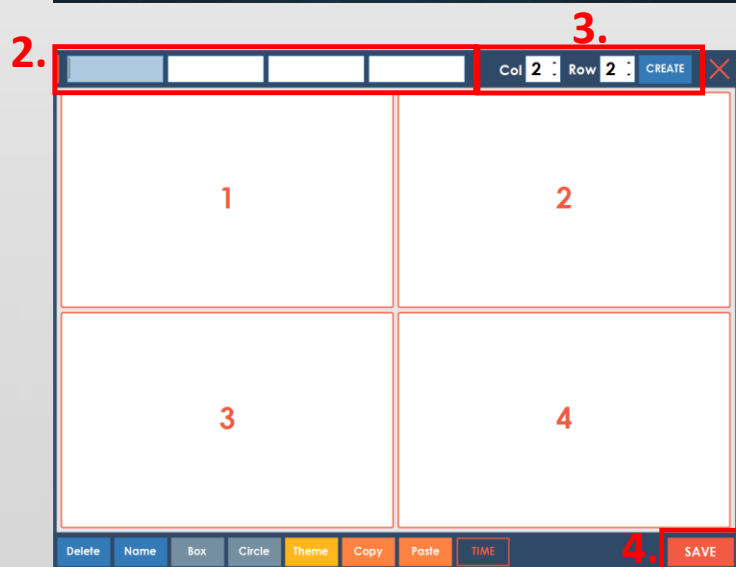 3.
2.
Col 2 Row 2 CREATE
1 2
3 4
4.
Delete Name Box Circle Theme Copy Paste TIME SAVE